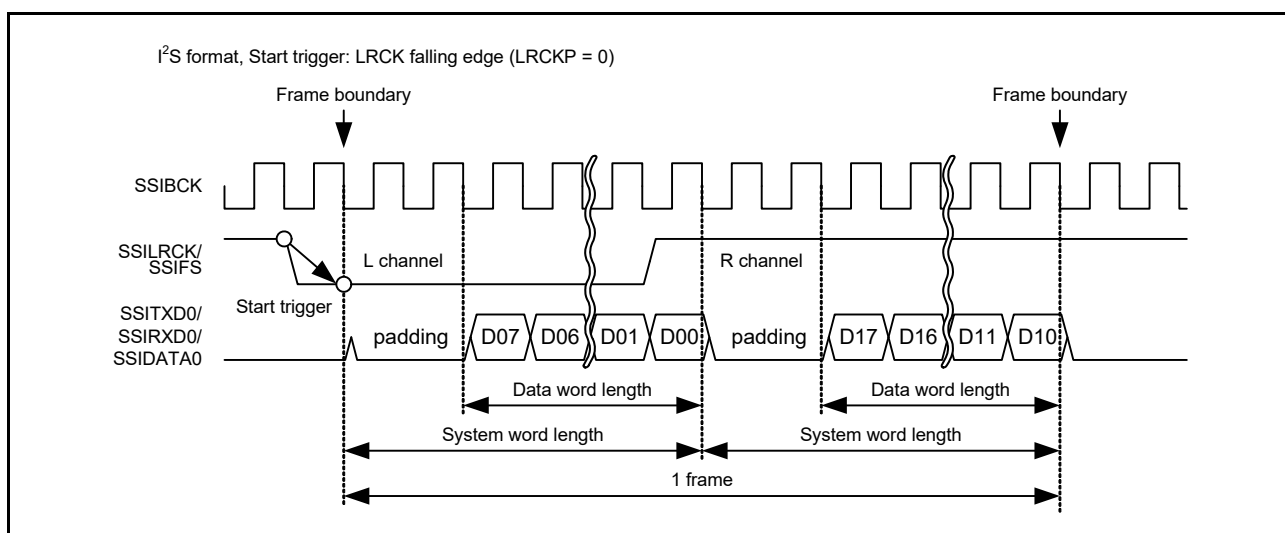 I²S format, Start trigger: LRCK falling edge (LRCKP = 0)
Frame boundary
Frame boundary
SSIBCK
SSILRCK/
SSIFS
L channel
R channel
Start trigger
SSITXD0/
SSIRXD0/
SSIDATA0
padding
D07
D06
D01
D00
padding
D17
D16
D11
D10
Data word length
Data word length
System word length
System word length
1 frame